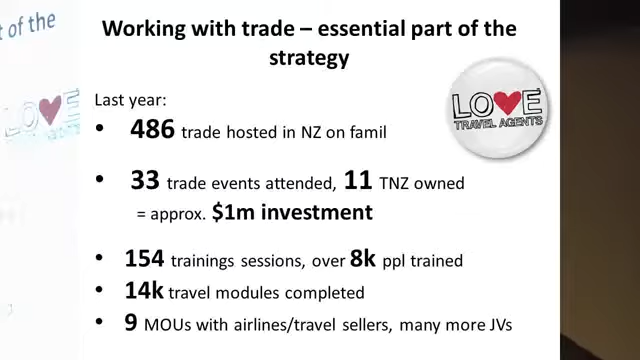 t of the
Working with trade – essential part of the
strategy
LOVE
TRAVEL AGENTS
Last year:
• 486 trade hosted in NZ on famil
• 33 trade events attended, 11 TNZ owned
= approx. $1m investment
• 154 trainings sessions, over 8k ppl trained
• 14k travel modules completed
• 9 MOUs with airlines/travel sellers, many more JVs